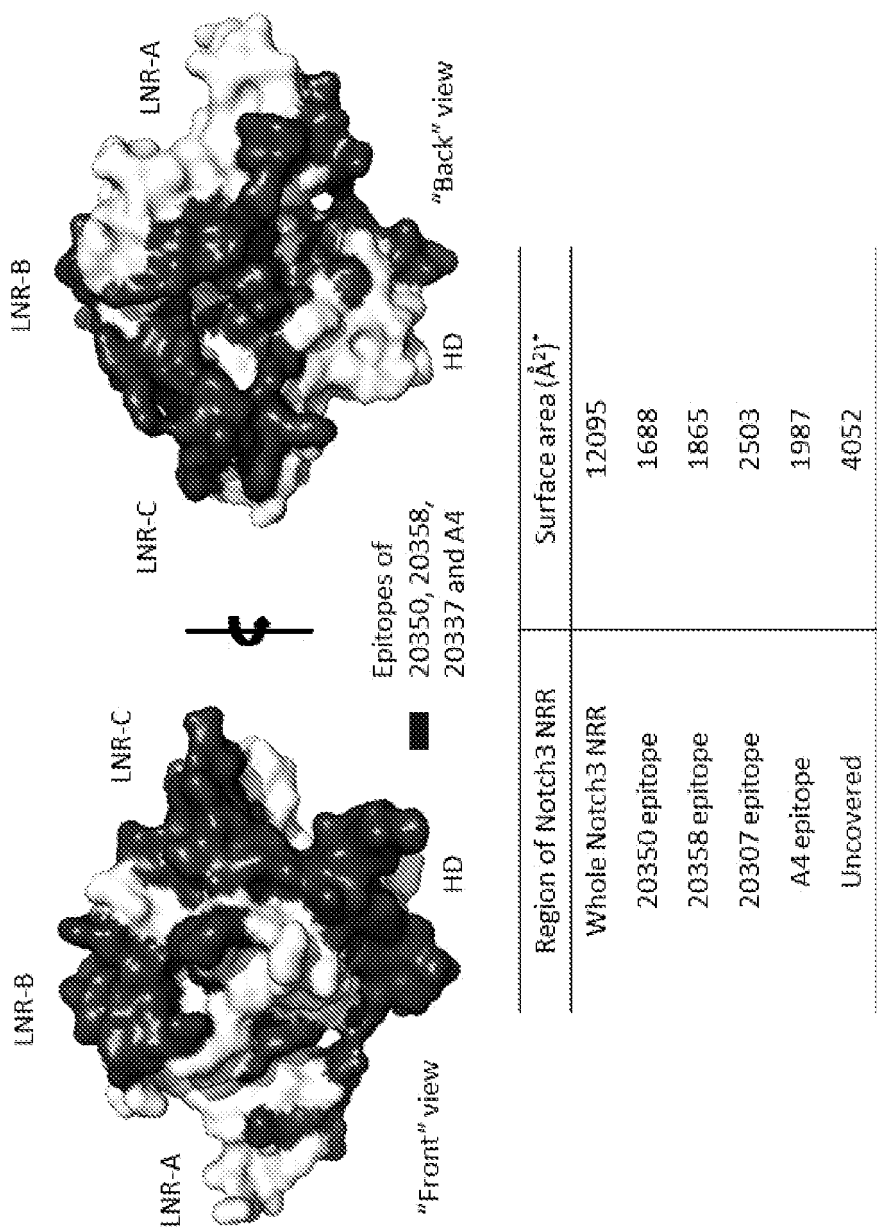 LNR-B
LNR-A
LNR-C
"Front" view
HD
LNR-B
LNR-C
LNR-A
HD
"Back" view
Epitopes of
20350, 20358,
20337 and A4
Region of Notch3 NRR Surface area (Å²)*
Whole Notch3 NRR 12095
20350 epitope 1688
20358 epitope 1865
20307 epitope 2503
A4 epitope 1987
Uncovered 4052